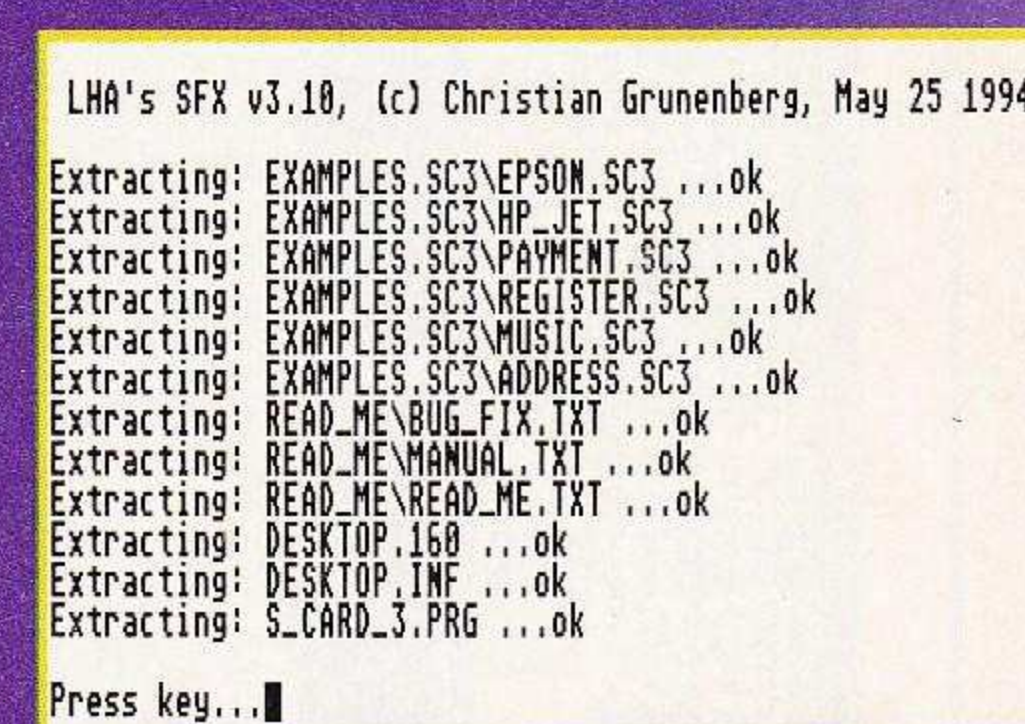 LHA's SFX v3.10, (c) Christian Grunenberg, May 25 1994
Extracting: EXAMPLES.SC3\EPSON.SC3 ...ok
Extracting: EXAMPLES.SC3\HP_JET.SC3 ...ok
Extracting: EXAMPLES.SC3\PAYMENT.SC3 ...ok
Extracting: EXAMPLES.SC3\REGISTER.SC3 ...ok
Extracting: EXAMPLES.SC3\MUSIC.SC3 ...ok
Extracting: EXAMPLES.SC3\ADDRESS.SC3 ...ok
Extracting: READ_ME\BUG_FIX.TXT ...ok
Extracting: READ_ME\MANUAL.TXT ...ok
Extracting: READ_ME\READ_ME.TXT ...ok
Extracting: DESKTOP.160 ...ok
Extracting: DESKTOP.INF ...ok
Extracting: S_CARD_3.PRG ...ok
Press key...